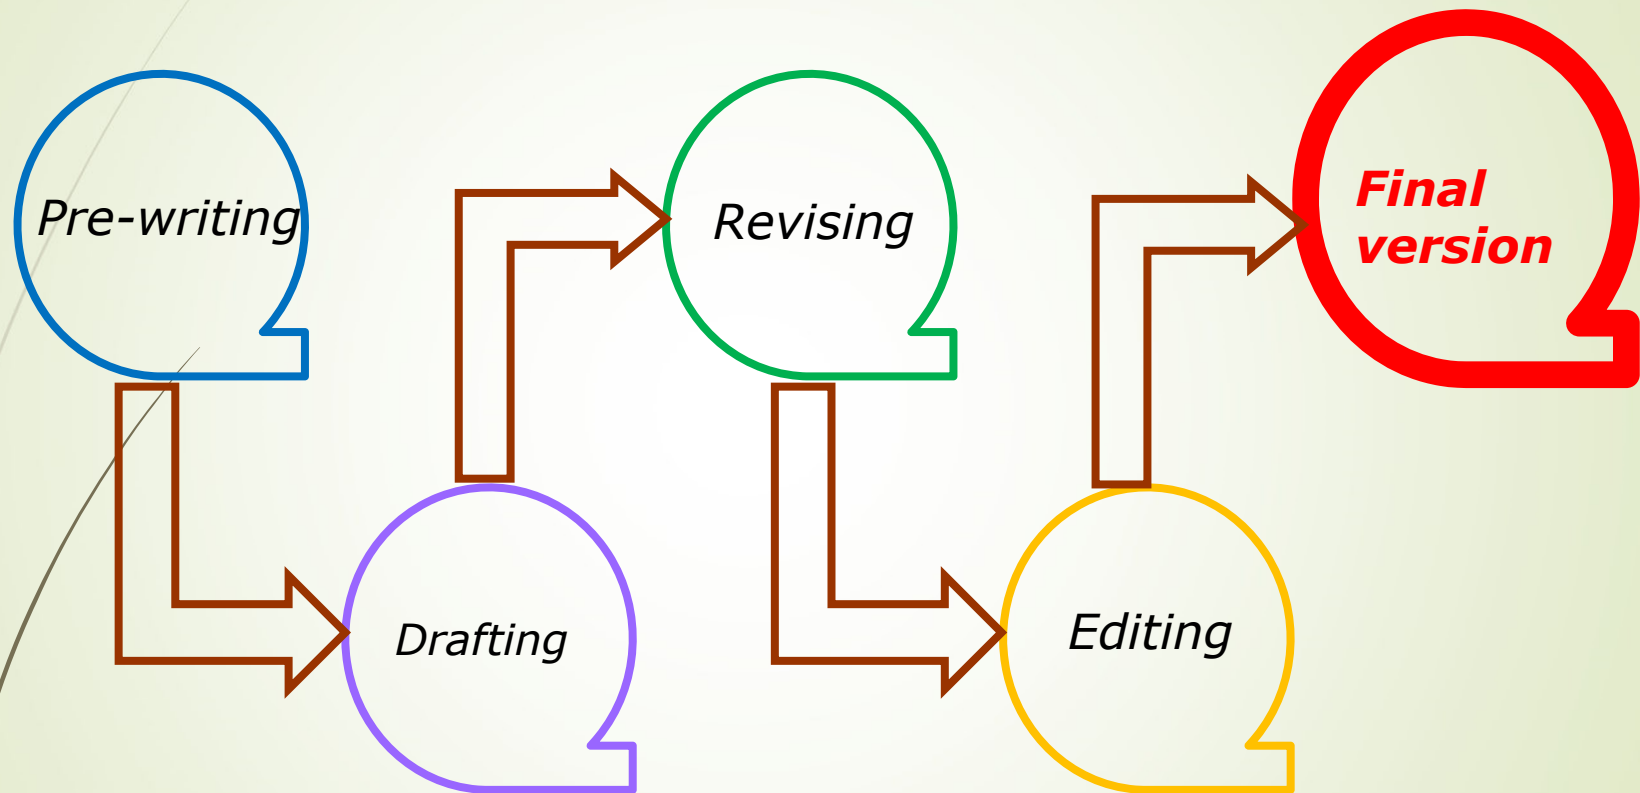 Pre-writing
Drafting
Revising
Editing
Final
version